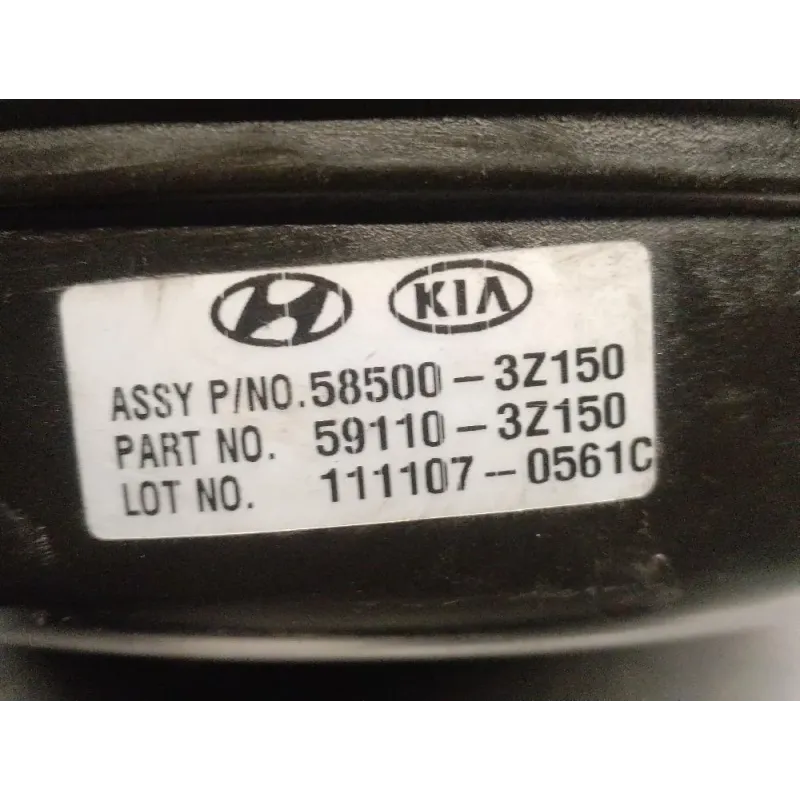 KIA
ASSY P/NO.58500-3Z150
PART NO. 59110-3Z150
LOT NO. 111107-0561C